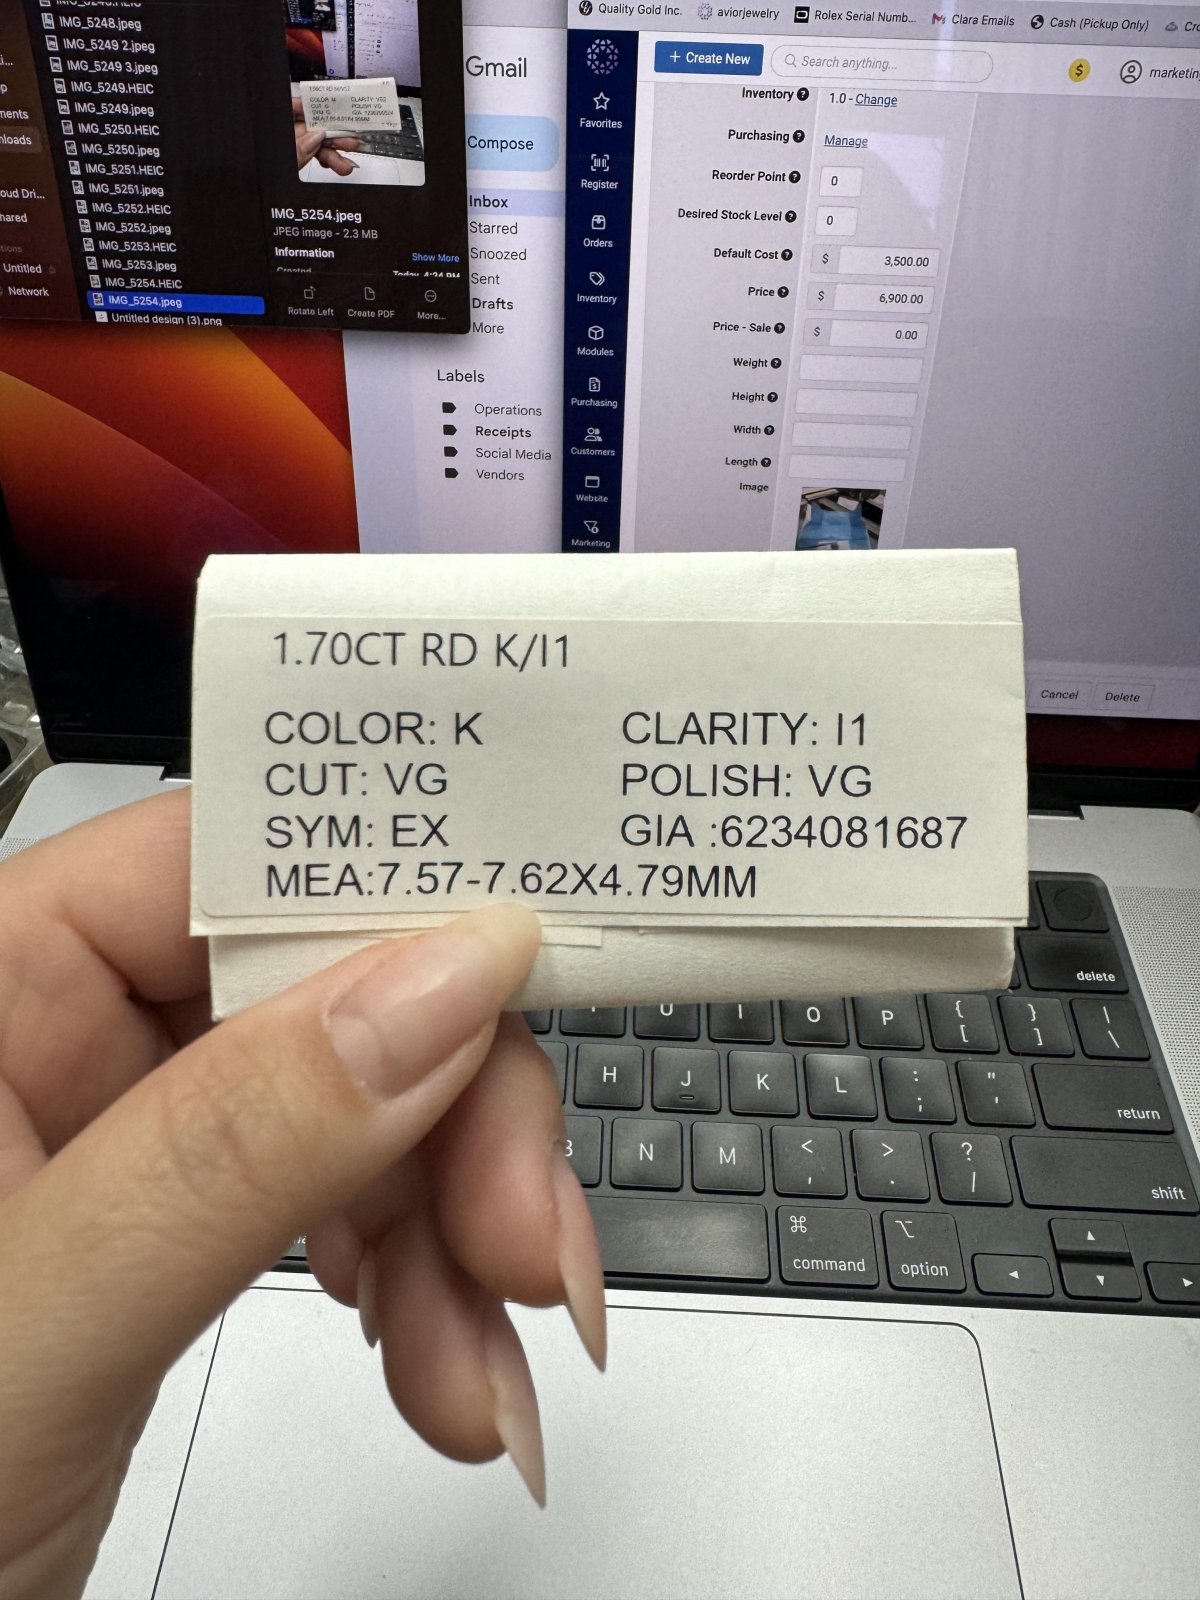 IMG_5248.jpeg
IMG_5249 2.jpeg
IMG_5249 3.jpeg
IMG_5249.HEIC
IMG_5249.jpeg
IMG_5250.HEIC
IMG_5250.jpeg
IMG_5251.HEIC
IMG_5251.jpeg
IMG_5252.HEIC
IMG_5252.jpeg
IMG_5253.HEIC
IMG_5253.jpeg
IMG_5254.HEIC
IMG_5254.jpeg
Untitled design (3).png
Untitled
Network
IMG_5254.jpeg
JPEG image - 2.3 MB
Information
Show More
Created
Today, 4:24 PM
Rotate Left
Create PDF
More...
Gmail
Compose
Inbox
Starred
Snoozed
Sent
Drafts
More
Labels
Operations
Receipts
Social Media
Vendors
Quality Gold Inc.
aviorjewelry
Rolex Serial Numb...
Clara Emails
Cash (Pickup Only)
+ Create New
Search anything...
$
marketin
Favorites
Register
Orders
Inventory
Modules
Purchasing
Customers
Website
Marketing
Inventory ? 1.0 - Change
Purchasing ? Manage
Reorder Point ? 0
Desired Stock Level ? 0
Default Cost ? $ 3,500.00
Price ? $ 6,900.00
Price - Sale ? $ 0.00
Weight ?
Height ?
Width ?
Length ?
Image
Cancel
Delete
1.70CT RD K/I1
COLOR: K CLARITY: I1
CUT: VG POLISH: VG
SYM: EX GIA :6234081687
MEA:7.57-7.62X4.79MM
delete
U I O P { [ } ] | \
H J K L : ; " '
return
N M < , > . ? /
shift
⌘
command
option